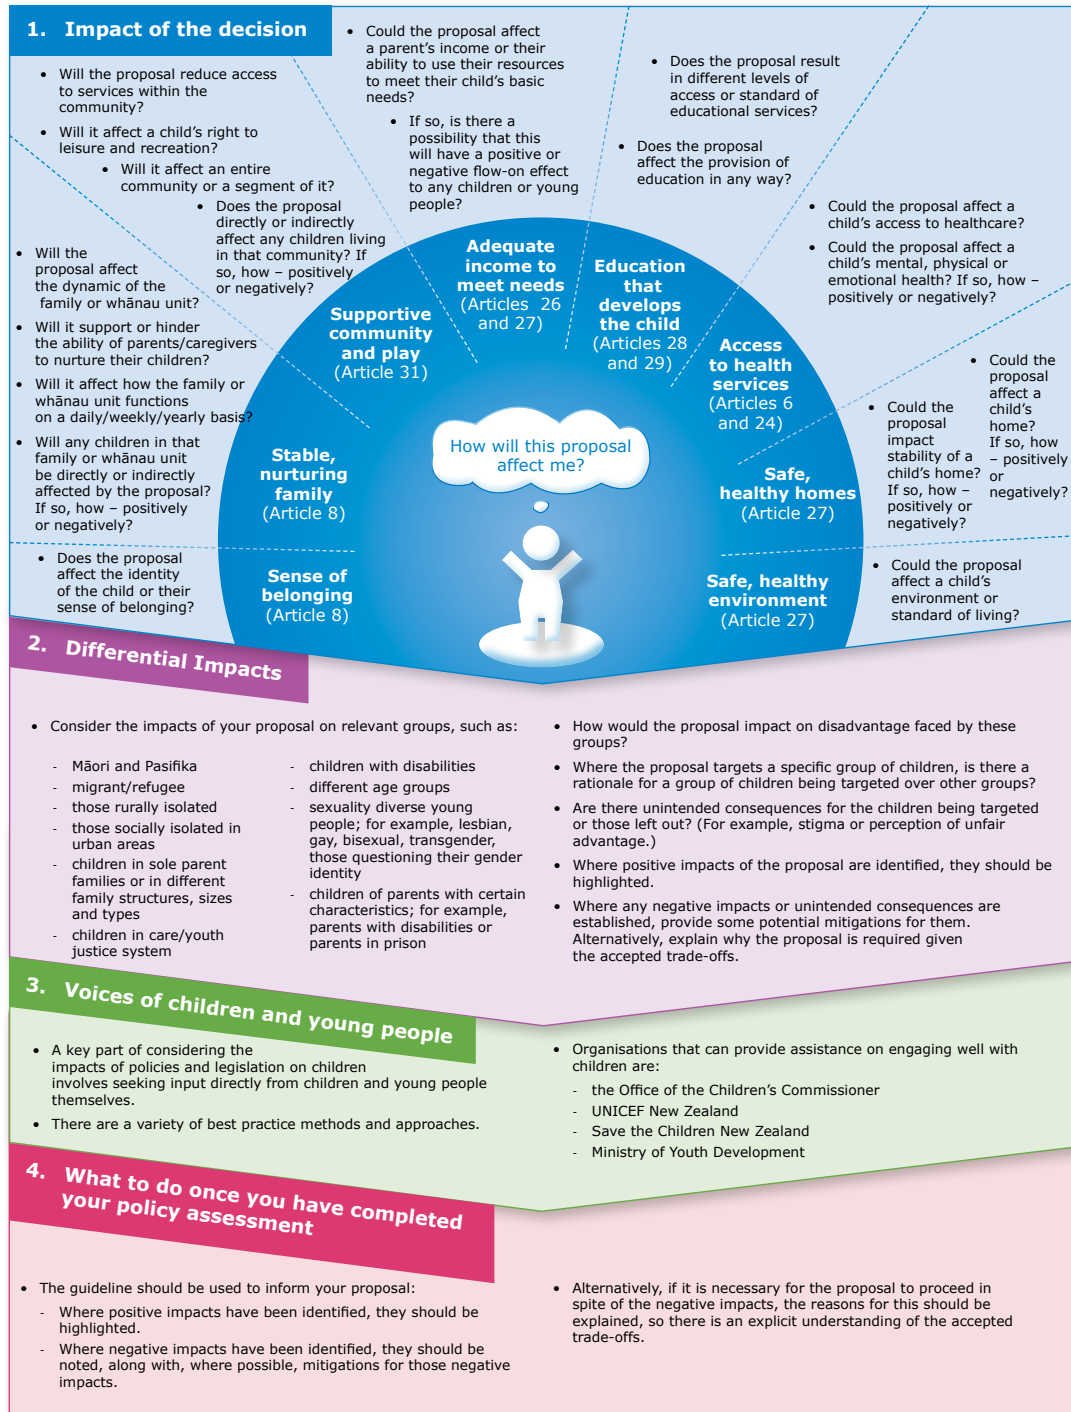 1. Impact of the decision
• Will the proposal reduce access
to services within the
community?
• Will it affect a child's right to
leisure and recreation?
• Will it affect an entire
community or a segment of it?
• Does the proposal
directly or indirectly
affect any children living
in that community? If
so, how – positively
or negatively?
• Could the proposal affect
a parent's income or their
ability to use their resources
to meet their child's basic
needs?
• If so, is there a
possibility that this
will have a positive or
negative flow-on effect
to any children or young
people?
• Does the proposal result
in different levels of
access or standard of
educational services?
• Does the proposal
affect the provision of
education in any way?
• Could the proposal affect a
child's access to healthcare?
• Could the proposal affect a
child's mental, physical or
emotional health? If so, how –
positively or negatively?
• Will the
proposal affect
the dynamic of the
family or whānau unit?
• Will it support or hinder
the ability of parents/caregivers
to nurture their children?
• Will it affect how the family or
whānau unit functions
on a daily/weekly/yearly basis?
• Will any children in that
family or whānau unit
be directly or indirectly
affected by the proposal?
If so, how – positively
or negatively?
• Does the proposal
affect the identity
of the child or their
sense of belonging?
• Could the
proposal
impact
stability of a
child's home?
If so, how –
positively or
negatively?
• Could the
proposal
affect a
child's
home?
If so, how
– positively
or
negatively?
• Could the proposal
affect a child's
environment or
standard of living?
Sense of
belonging
(Article 8)
Stable,
nurturing
family
(Article 8)
Supportive
community
and play
(Article 31)
Adequate
income to
meet needs
(Articles 26
and 27)
Education
that
develops
the child
(Articles 28
and 29)
Access
to health
services
(Articles 6
and 24)
Safe,
healthy homes
(Article 27)
Safe, healthy
environment
(Article 27)
How will this proposal
affect me?
2. Differential Impacts
• Consider the impacts of your proposal on relevant groups, such as:
- Māori and Pasifika
- migrant/refugee
- those rurally isolated
- those socially isolated in
urban areas
- children in sole parent
families or in different
family structures, sizes
and types
- children in care/youth
justice system
- children with disabilities
- different age groups
- sexuality diverse young
people; for example, lesbian,
gay, bisexual, transgender,
those questioning their gender
identity
- children of parents with certain
characteristics; for example,
parents with disabilities or
parents in prison
• How would the proposal impact on disadvantage faced by these
groups?
• Where the proposal targets a specific group of children, is there a
rationale for a group of children being targeted over other groups?
• Are there unintended consequences for the children being targeted
or those left out? (For example, stigma or perception of unfair
advantage.)
• Where positive impacts of the proposal are identified, they should be
highlighted.
• Where any negative impacts or unintended consequences are
established, provide some potential mitigations for them.
Alternatively, explain why the proposal is required given
the accepted trade-offs.
3. Voices of children and young people
• A key part of considering the
impacts of policies and legislation on children
involves seeking input directly from children and young people
themselves.
• There are a variety of best practice methods and approaches.
• Organisations that can provide assistance on engaging well with
children are:
- the Office of the Children's Commissioner
- UNICEF New Zealand
- Save the Children New Zealand
- Ministry of Youth Development
4. What to do once you have completed
your policy assessment
• The guideline should be used to inform your proposal:
- Where positive impacts have been identified, they should be
highlighted.
- Where negative impacts have been identified, they should be
noted, along with, where possible, mitigations for those negative
impacts.
• Alternatively, if it is necessary for the proposal to proceed in
spite of the negative impacts, the reasons for this should be
explained, so there is an explicit understanding of the accepted
trade-offs.